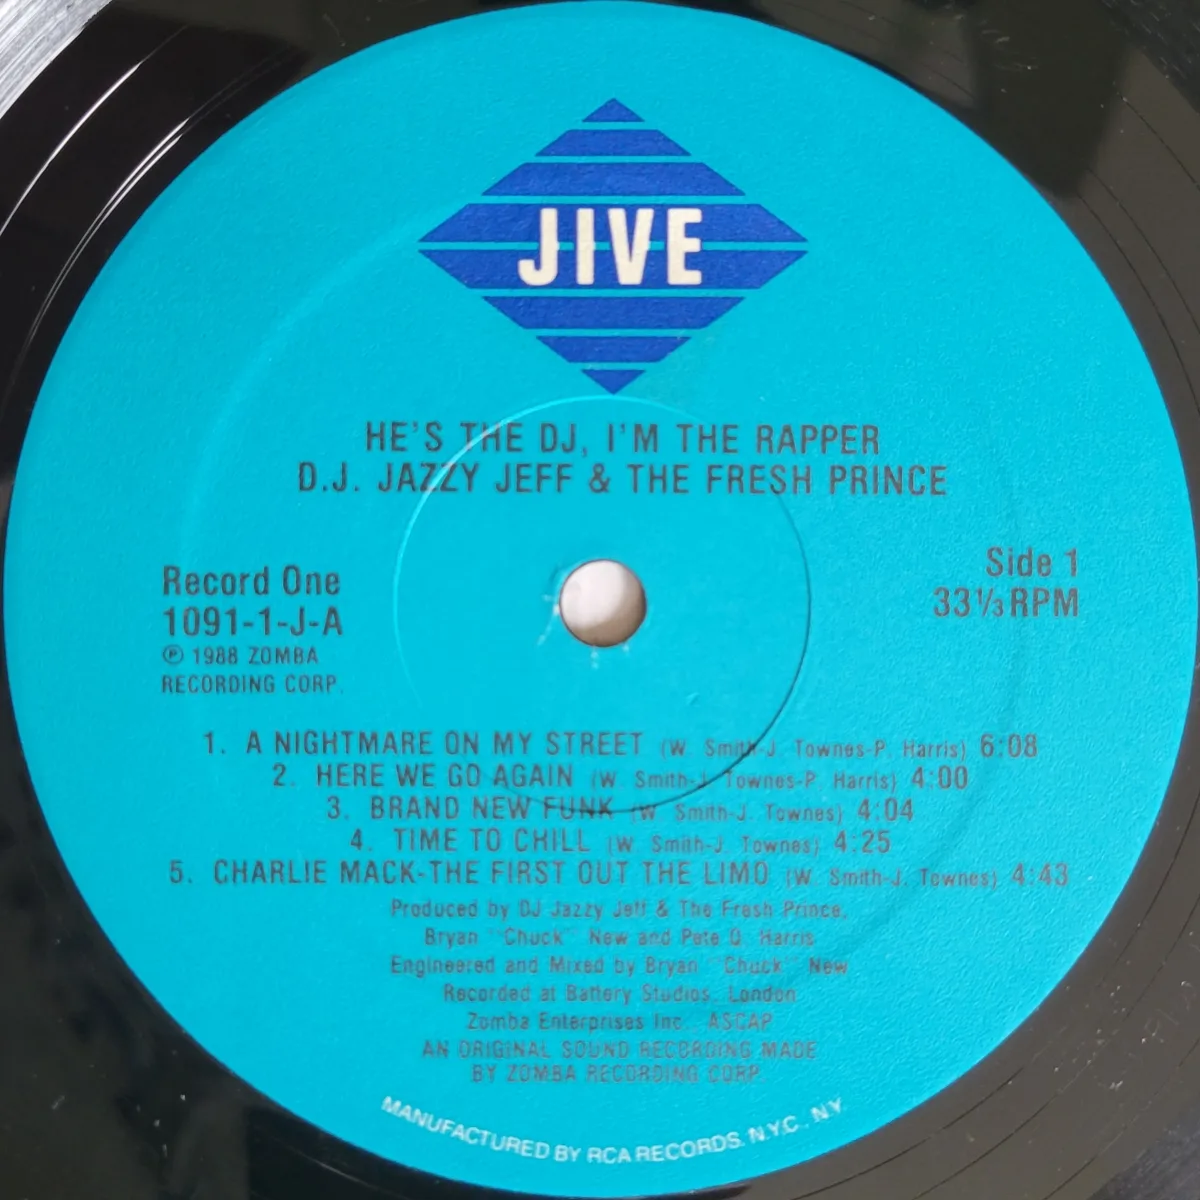 JIVE
HE'S THE DJ, I'M THE RAPPER
D.J. JAZZY JEFF & THE FRESH PRINCE
Record One
1091-1-J-A
℗ 1988 ZOMBA
RECORDING CORP.
Side 1
33⅓ RPM
1. A NIGHTMARE ON MY STREET (W. Smith-J. Townes-P. Harris) 6:08
2. HERE WE GO AGAIN (W. Smith-J. Townes-P. Harris) 4:00
3. BRAND NEW FUNK (W. Smith-J. Townes) 4:04
4. TIME TO CHILL (W. Smith-J. Townes) 4:25
5. CHARLIE MACK-THE FIRST OUT THE LIMO (W. Smith-J. Townes) 4:43
Produced by DJ Jazzy Jeff & The Fresh Prince,
Bryan "Chuck" New and Pete Q. Harris
Engineered and Mixed by Bryan "Chuck" New
Recorded at Battery Studios, London
Zomba Enterprises Inc., ASCAP
AN ORIGINAL SOUND RECORDING MADE
BY ZOMBA RECORDING CORP.
MANUFACTURED BY RCA RECORDS, N.Y.C., N.Y.